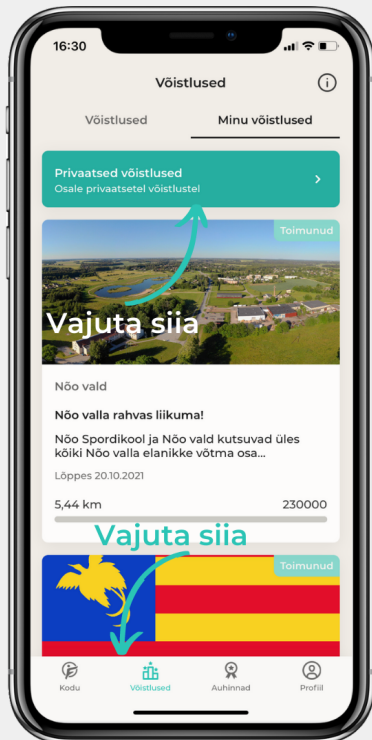 16:30
Võistlused
Võistlused
Minu võistlused
Privaatsed võistlused
Osale privaatsetel võistlustel
Toimunud
Vajuta siia
Nõo vald
Nõo valla rahvas liikuma!
Nõo Spordikool ja Nõo vald kutsuvad üles
kõiki Nõo valla elanikke võtma osa...
Lõppes 20.10.2021
5,44 km
230000
Vajuta siia
Toimunud
Kodu
Võistlused
Auhinnad
Profiil